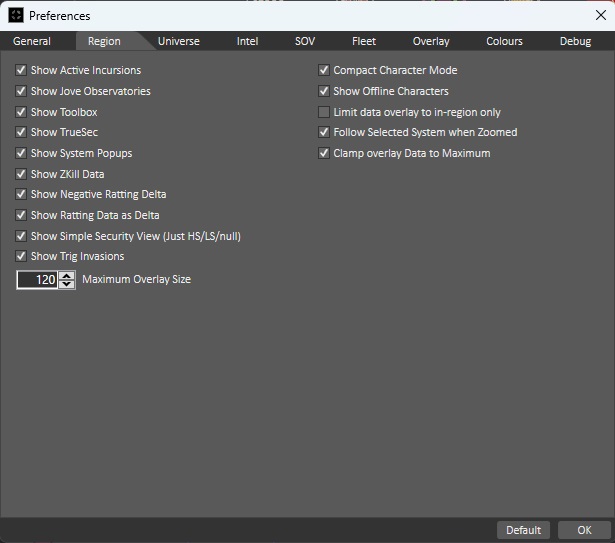 Preferences
General Region Universe Intel SOV Fleet Overlay Colours Debug
Show Active Incursions
Show Jove Observatories
Show Toolbox
Show TrueSec
Show System Popups
Show ZKill Data
Show Negative Ratting Delta
Show Ratting Data as Delta
Show Simple Security View (Just HS/LS/null)
Show Trig Invasions
120 Maximum Overlay Size
Compact Character Mode
Show Offline Characters
Limit data overlay to in-region only
Follow Selected System when Zoomed
Clamp overlay Data to Maximum
Default OK